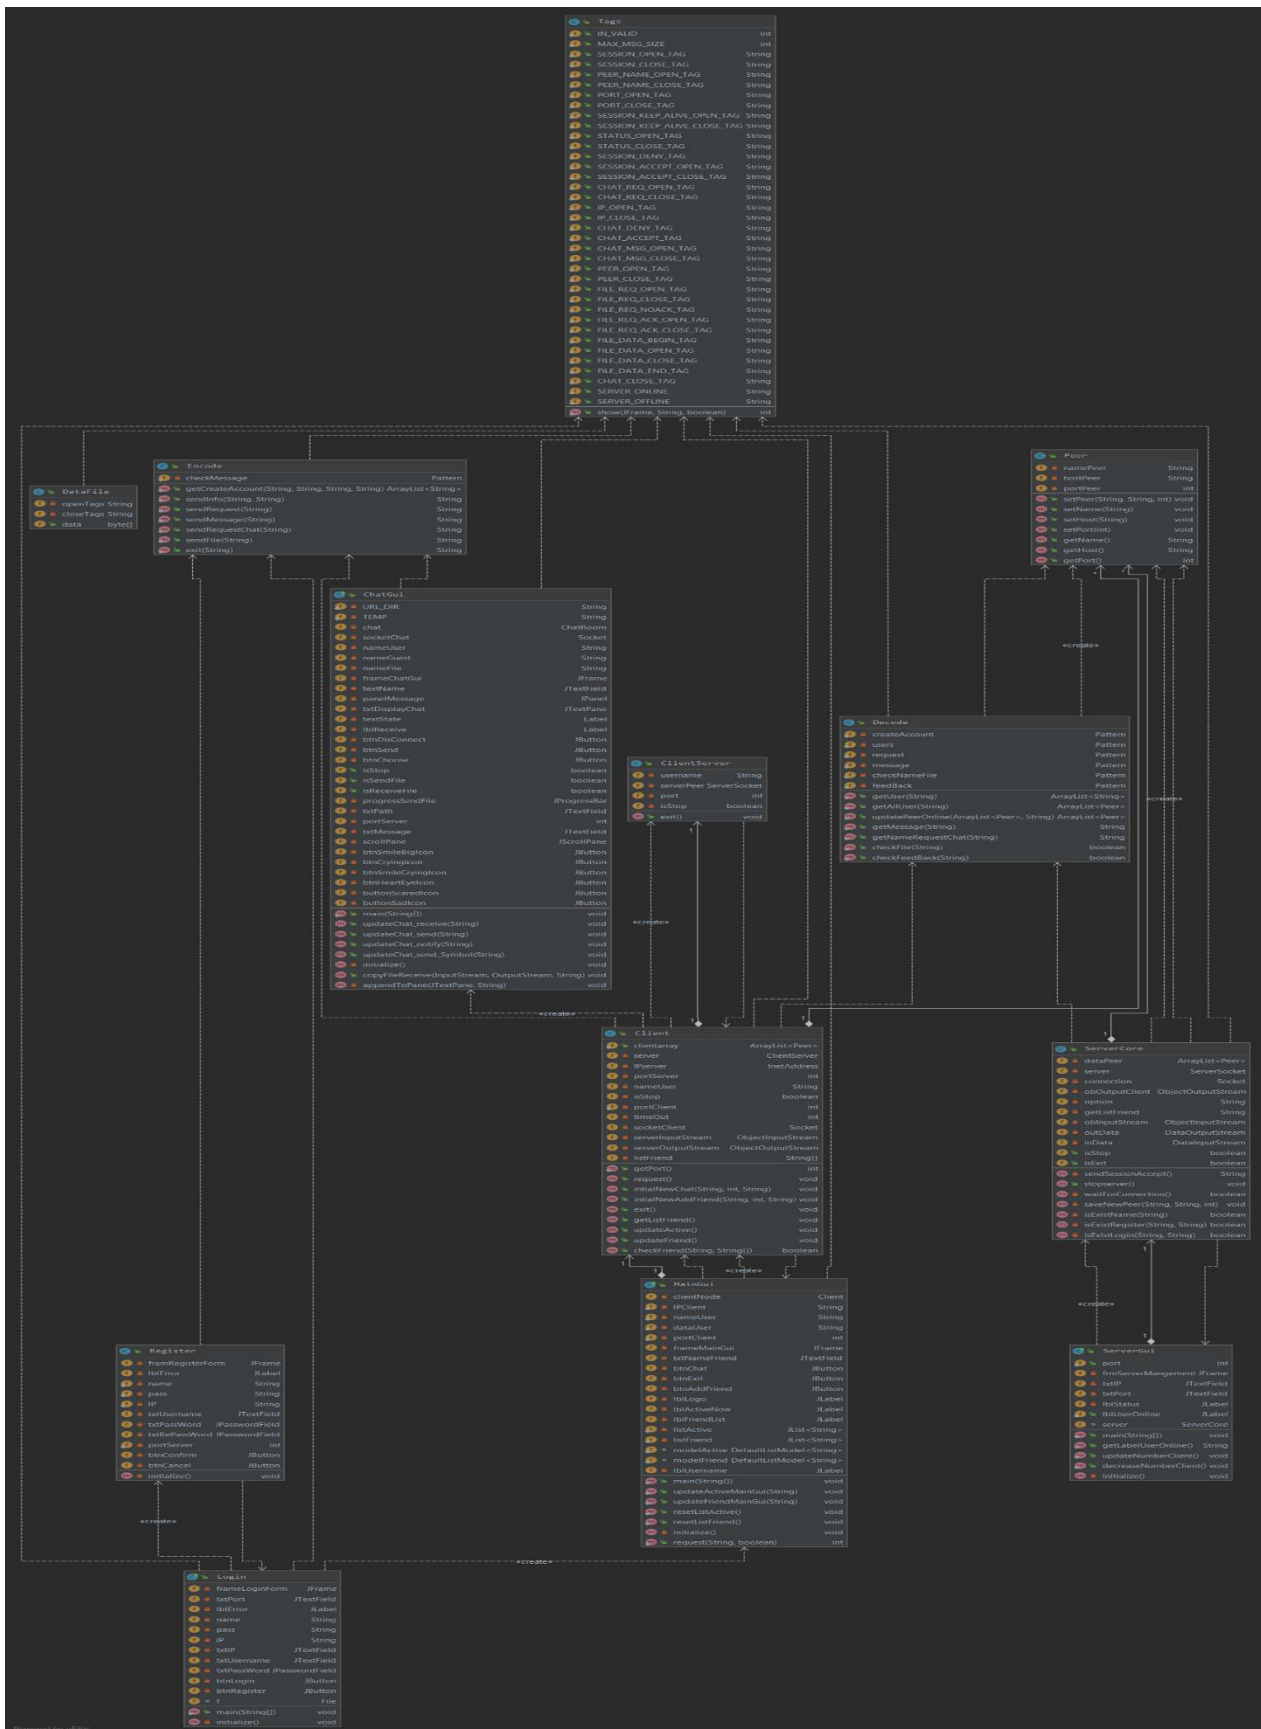 Tags
IN_VALID int
MAX_MSG_SIZE int
SESSION_OPEN_TAG String
SESSION_CLOSE_TAG String
PEER_NAME_OPEN_TAG String
PEER_NAME_CLOSE_TAG String
PORT_OPEN_TAG String
PORT_CLOSE_TAG String
SESSION_KEEP_ALIVE_OPEN_TAG String
SESSION_KEEP_ALIVE_CLOSE_TAG String
STATUS_OPEN_TAG String
STATUS_CLOSE_TAG String
SESSION_DENY_TAG String
SESSION_ACCEPT_OPEN_TAG String
SESSION_ACCEPT_CLOSE_TAG String
CHAT_REQ_OPEN_TAG String
CHAT_REQ_CLOSE_TAG String
IP_OPEN_TAG String
IP_CLOSE_TAG String
CHAT_DENY_TAG String
CHAT_ACCEPT_TAG String
CHAT_MSG_OPEN_TAG String
CHAT_MSG_CLOSE_TAG String
PEER_OPEN_TAG String
PEER_CLOSE_TAG String
FILE_REQ_OPEN_TAG String
FILE_REQ_CLOSE_TAG String
FILE_REQ_NOACK_TAG String
FILE_REQ_ACK_OPEN_TAG String
FILE_REQ_ACK_CLOSE_TAG String
FILE_DATA_BEGIN_TAG String
FILE_DATA_OPEN_TAG String
FILE_DATA_CLOSE_TAG String
FILE_DATA_END_TAG String
CHAT_CLOSE_TAG String
SERVER_ONLINE String
SERVER_OFFLINE String
show(JFrame, String, boolean) int
Encode
checkMessage Pattern
getCreateAccount(String, String, String, String) ArrayList<String>
sendInfo(String, String) String
sendRequest(String) String
sendMessage(String) String
sendRequestChat(String) String
sendFile(String) String
exit(String) String
DataFile
openTags String
closeTags String
data byte[]
Peer
namePeer String
hostPeer String
portPeer int
setPeer(String, String, int) void
setName(String) void
setHost(String) void
setPort(int) void
getName() String
getHost() String
getPort() int
ChatGui
URL_DIR String
TEMP String
chat ChatRoom
socketChat Socket
nameUser String
nameGuest String
nameFile String
frameChatGui JFrame
textName JTextField
panelMessage JPanel
txtDisplayChat JTextPane
textState Label
lblReceive Label
btnDisConnect JButton
btnSend JButton
btnChoose JButton
isStop boolean
isSendFile boolean
isReceiveFile boolean
progressSendFile JProgressBar
txtPath JTextField
portServer int
txtMessage JTextField
scrollPane JScrollPane
btnSmileBigIcon JButton
btnCryingIcon JButton
btnSmileCryingIcon JButton
btnHeartEyeIcon JButton
buttonScaredIcon JButton
buttonSadIcon JButton
main(String[]) void
updateChat_receive(String) void
updateChat_send(String) void
updateChat_notify(String) void
updateChat_send_Symbol(String) void
initialize() void
copyFileReceive(InputStream, OutputStream, String) void
appendToPane(JTextPane, String) void
«create»
Decode
createAccount Pattern
users Pattern
request Pattern
message Pattern
checkNameFile Pattern
feedBack Pattern
getUser(String) ArrayList<String>
getAllUser(String) ArrayList<Peer>
updatePeerOnline(ArrayList<Peer>, String) ArrayList<Peer>
getMessage(String) String
getNameRequestChat(String) String
checkFile(String) boolean
checkFeedBack(String) boolean
«create»
ClientServer
username String
serverPeer ServerSocket
port int
isStop boolean
exit() void
1
«create»
«create»
1
1
1
Client
clientarray ArrayList<Peer>
server ClientServer
IPserver InetAddress
portServer int
nameUser String
isStop boolean
portClient int
timeOut int
socketClient Socket
serverInputStream ObjectInputStream
serverOutputStream ObjectOutputStream
listFriend String[]
getPort() int
request() void
intialNewChat(String, int, String) void
intialNewAddFriend(String, int, String) void
exit() void
getListFriend() void
updateActive() void
updateFriend() void
checkFriend(String, String[]) boolean
ServerCore
dataPeer ArrayList<Peer>
server ServerSocket
connection Socket
obOutputClient ObjectOutputStream
option String
getListFriend String
obInputStream ObjectInputStream
outData DataOutputStream
inData DataInputStream
isStop boolean
isExit boolean
sendSessionAccept() String
stopserver() void
waitForConnection() boolean
saveNewPeer(String, String, int) void
isExistName(String) boolean
isExistRegister(String, String) boolean
isExistLogin(String, String) boolean
1
«create»
1
1
«create»
1
MainGui
clientNode Client
IPClient String
nameUser String
dataUser String
portClient int
frameMainGui JFrame
txtNameFriend JTextField
btnChat JButton
btnExit JButton
btnAddFriend JButton
lblLogo JLabel
lblActiveNow JLabel
lblFriendList JLabel
listActive JList<String>
listFriend JList<String>
modelActive DefaultListModel<String>
modelFriend DefaultListModel<String>
lblUsername JLabel
main(String[]) void
updateActiveMainGui(String) void
updateFriendMainGui(String) void
resetListActive() void
resetListFriend() void
initialize() void
request(String, boolean) int
ServerGui
port int
frmServerMangement JFrame
txtIP JTextField
txtPort JTextField
lblStatus JLabel
lblUserOnline JLabel
server ServerCore
main(String[]) void
getLabelUserOnline() String
updateNumberClient() void
decreaseNumberClient() void
initialize() void
Register
framRegisterForm JFrame
lblError JLabel
name String
pass String
IP String
txtUsername JTextField
txtPassWord JPasswordField
txtRePassWord JPasswordField
portServer int
btnConfirm JButton
btnCancel JButton
initialize() void
«create»
«create»
Login
frameLoginForm JFrame
txtPort JTextField
lblError JLabel
name String
pass String
IP String
txtIP JTextField
txtUsername JTextField
txtPassWord JPasswordField
btnLogin JButton
btnRegister JButton
f File
main(String[]) void
initialize() void